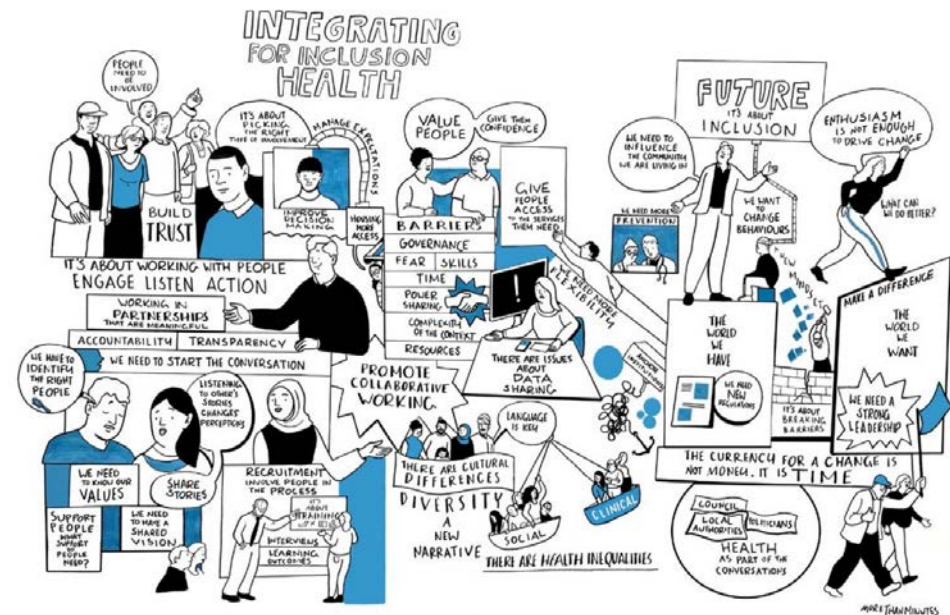 INTEGRATING
FOR INCLUSION
HEALTH
PEOPLE
NEED TO
BE
INVOLVED
IT'S ABOUT
PICKING
THE RIGHT
TYPE OF INVOLVEMENT
MANAGE EXPECTATIONS
BUILD
TRUST
IMPROVE
DECISION
MAKING
HOUSING
MORE
ACCESS
IT'S ABOUT WORKING WITH PEOPLE
ENGAGE LISTEN ACTION
WORKING IN
PARTNERSHIPS
THAT ARE MEANINGFUL
ACCOUNTABILITY
TRANSPARENCY
WE NEED TO START THE CONVERSATION
WE HAVE TO
IDENTIFY
THE RIGHT
PEOPLE
LISTENING
TO OTHER'S
STORIES
CHANGES
PERCEPTIONS
WE NEED
TO KNOW OUR
VALUES
SHARE
STORIES
SUPPORT
PEOPLE
WHAT
SUPPORT
DO
PEOPLE
NEED?
WE NEED
TO HAVE A
SHARED
VISION
RECRUITMENT
INVOLVE PEOPLE IN
THE PROCESS
IT'S
ABOUT
TRAINING
INTERVIEWS
LEARNING
OUTCOMES
VALUE
PEOPLE
GIVE THEM
CONFIDENCE
BARRIERS
GOVERNANCE
FEAR
SKILLS
TIME
POWER
SHARING
COMPLEXITY
OF THE CONTEXT
RESOURCES
GIVE
PEOPLE
ACCESS
TO THE SERVICES
THEM NEED
!
WE NEED MORE
FLEXIBILITY
THERE ARE ISSUES
ABOUT
DATA
SHARING
PROMOTE
COLLABORATIVE
WORKING
LANGUAGE
IS KEY
THERE ARE CULTURAL
DIFFERENCES
DIVERSITY
A
NEW
NARRATIVE
SOCIAL
CLINICAL
THERE ARE HEALTH INEQUALITIES
ANCHOR
INSTITUTIONS
FUTURE
IT'S ABOUT
INCLUSION
WE NEED TO
INFLUENCE
THE COMMUNITY
WE ARE LIVING IN
WE NEED MORE
PREVENTION
WE WANT
TO
CHANGE
BEHAVIOURS
ENTHUSIASM
IS NOT ENOUGH
TO DRIVE CHANGE
WHAT CAN
WE DO BETTER?
NEW MINDSET
THE
WORLD
WE
HAVE
WE NEED
NEW
REGULATIONS
IT'S ABOUT
BREAKING
BARRIERS
MAKE A DIFFERENCE
THE
WORLD
WE
WANT
WE NEED A
STRONG
LEADERSHIP
THE CURRENCY FOR A CHANGE IS
NOT MONEY. IT IS TIME
COUNCIL
LOCAL
AUTHORITIES
POLITICIANS
HEALTH
AS PART OF THE
CONVERSATIONS
MORE THAN MINUTES